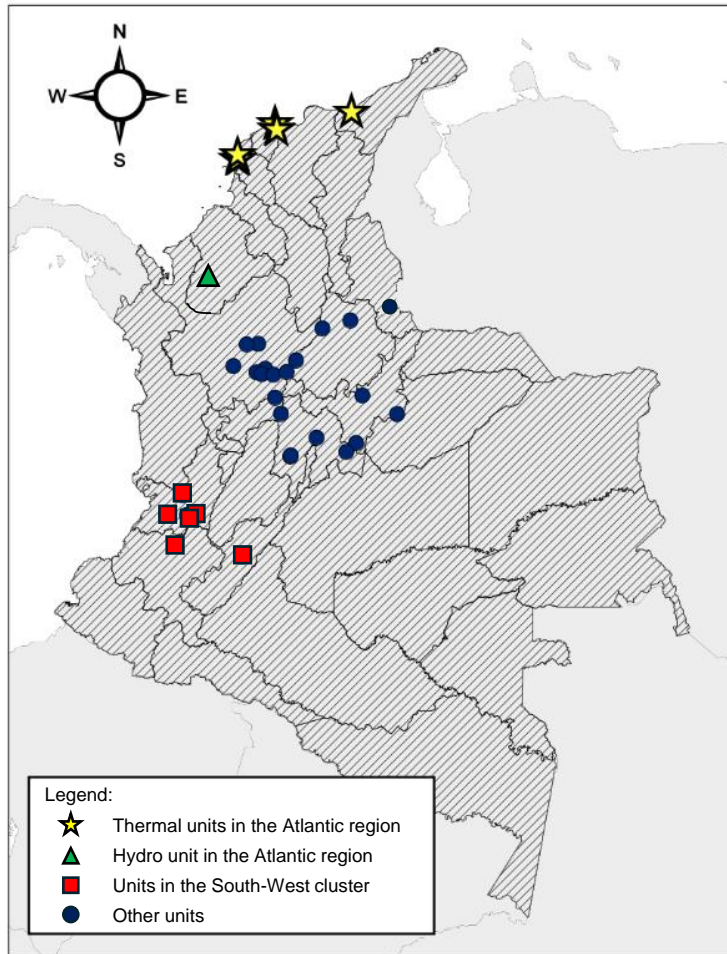 N
W E
S
Legend:
Thermal units in the Atlantic region
Hydro unit in the Atlantic region
Units in the South-West cluster
Other units